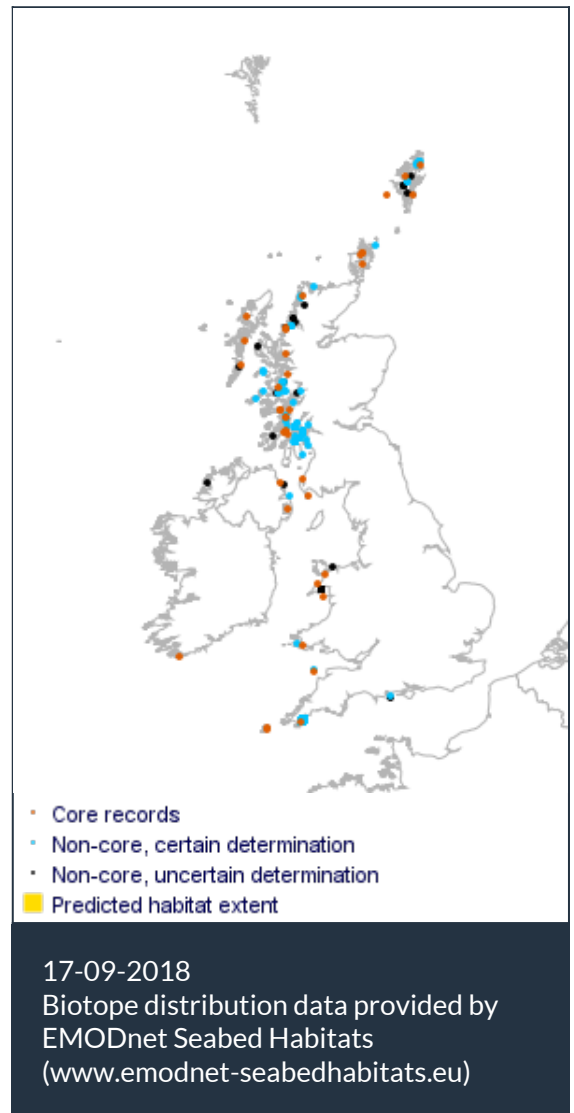 Core records
Non-core, certain determination
Non-core, uncertain determination
Predicted habitat extent
17-09-2018
Biotope distribution data provided by
EMODnet Seabed Habitats
(www.emodnet-seabedhabitats.eu)